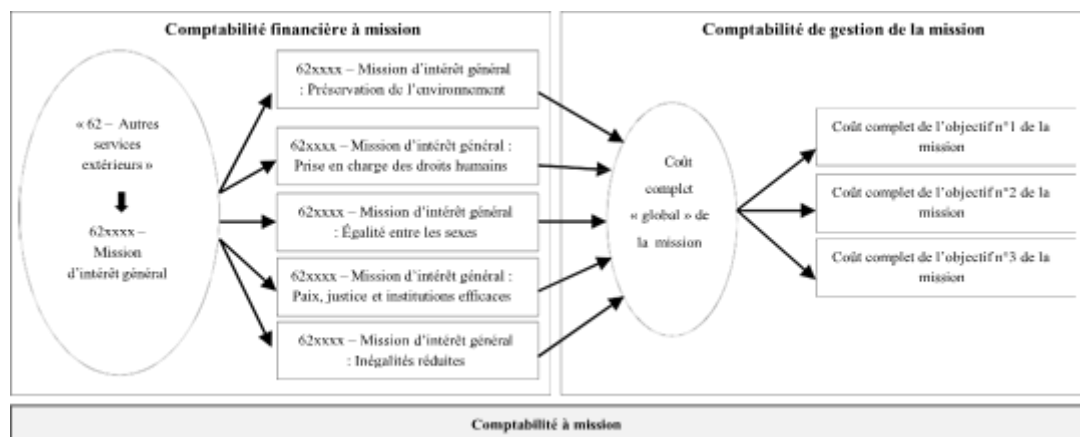 Comptabilité financière à mission
« 62 – Autres
services
extérieurs »
62xxxx –
Mission
d'intérêt général
62xxxx – Mission d'intérêt général
: Préservation de l'environnement
62xxxx – Mission d'intérêt général :
Prise en charge des droits humains
62xxxx – Mission d'intérêt général
: Égalité entre les sexes
62xxxx – Mission d'intérêt général :
Paix, justice et institutions efficaces
62xxxx – Mission d'intérêt général
: Inégalités réduites
Comptabilité de gestion de la mission
Coût
complet
« global » de
la mission
Coût complet de l'objectif n°1 de la
mission
Coût complet de l'objectif n°2 de la
mission
Coût complet de l'objectif n°3 de la
mission
Comptabilité à mission